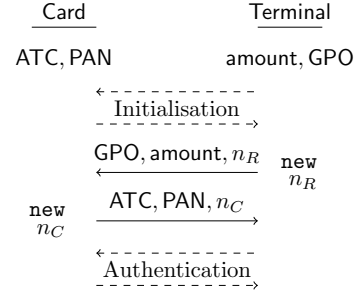 Card Terminal
ATC, PAN amount, GPO
Initialisation
GPO, amount, n_R
new
n_R
ATC, PAN, n_C
new
n_C
Authentication